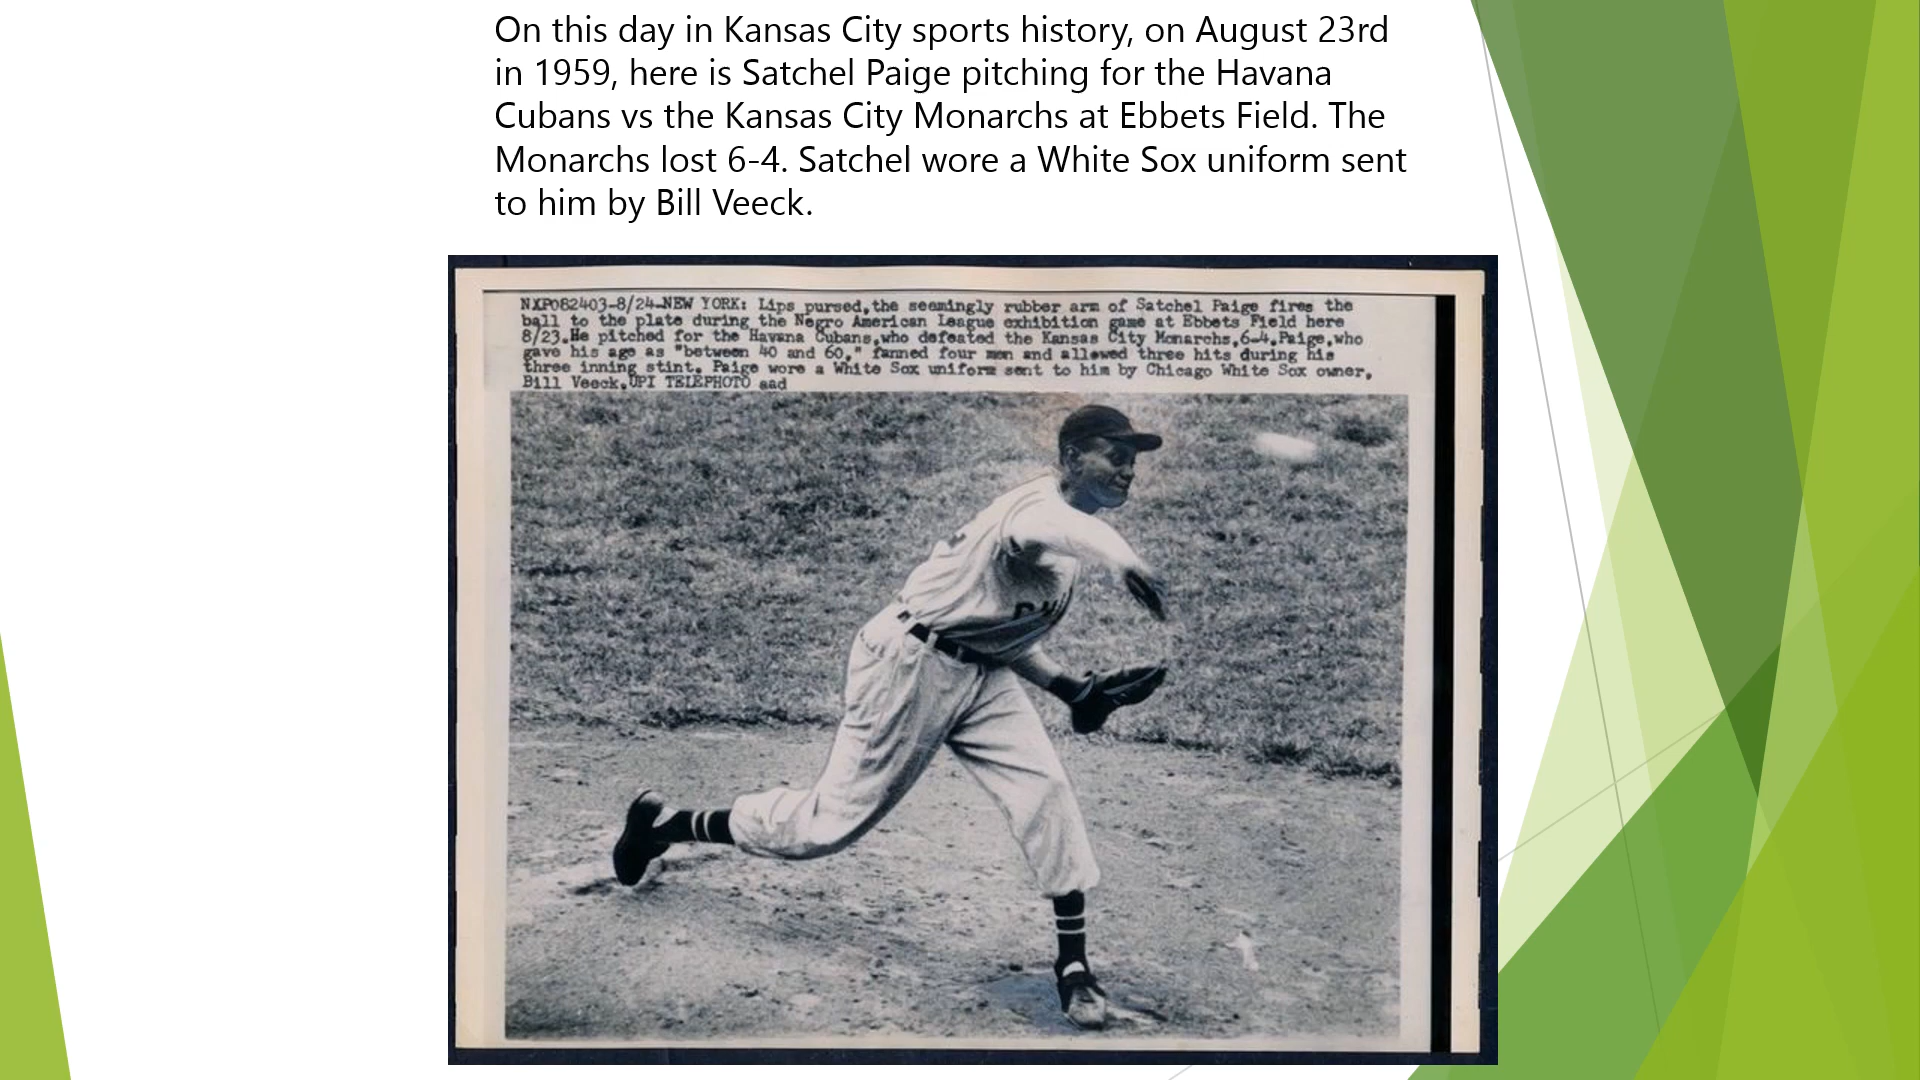 On this day in Kansas City sports history, on August 23rd
in 1959, here is Satchel Paige pitching for the Havana
Cubans vs the Kansas City Monarchs at Ebbets Field. The
Monarchs lost 6-4. Satchel wore a White Sox uniform sent
to him by Bill Veeck.
NXP082403-8/24-NEW YORK: Lips pursed,the seemingly rubber arm of Satchel Paige fires the
ball to the plate during the Negro American League exhibition game at Ebbets Field here
8/23.He pitched for the Havana Cubans,who defeated the Kansas City Monarchs,6-4.Paige,who
gave his age as "between 40 and 60," fanned four men and allowed three hits during his
three inning stint. Paige wore a White Sox uniform sent to him by Chicago White Sox owner,
Bill Veeck.UPI TELEPHOTO aad